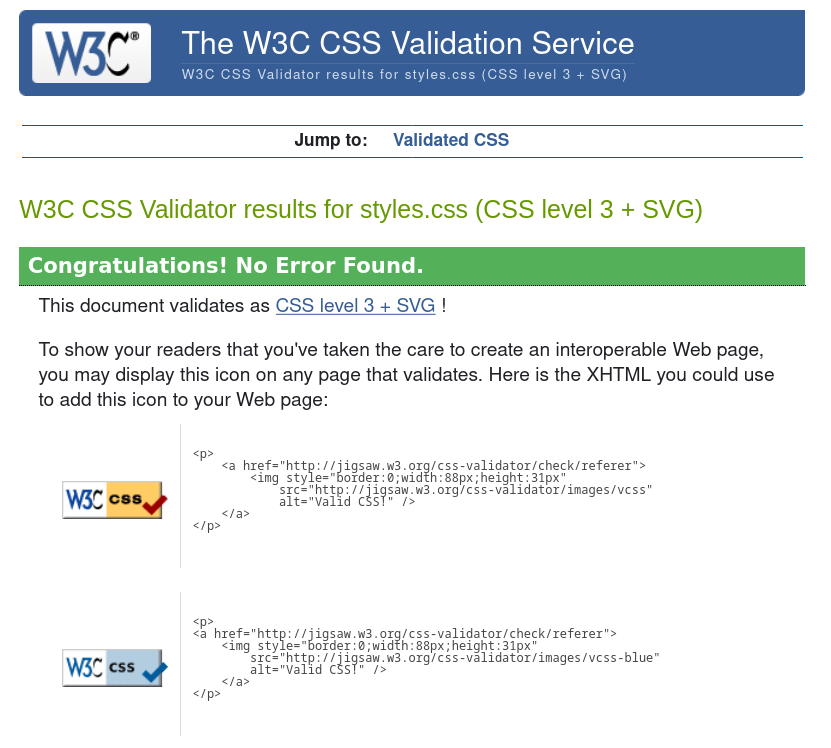 W3C®
The W3C CSS Validation Service
W3C CSS Validator results for styles.css (CSS level 3 + SVG)
Jump to: Validated CSS
W3C CSS Validator results for styles.css (CSS level 3 + SVG)
Congratulations! No Error Found.
This document validates as CSS level 3 + SVG !
To show your readers that you've taken the care to create an interoperable Web page,
you may display this icon on any page that validates. Here is the XHTML you could use
to add this icon to your Web page:
W3C css
<p>
    <a href="http://jigsaw.w3.org/css-validator/check/referer">
        <img style="border:0;width:88px;height:31px"
            src="http://jigsaw.w3.org/css-validator/images/vcss"
            alt="Valid CSS!" />
    </a>
</p>
W3C css
<p>
<a href="http://jigsaw.w3.org/css-validator/check/referer">
    <img style="border:0;width:88px;height:31px"
        src="http://jigsaw.w3.org/css-validator/images/vcss-blue"
        alt="Valid CSS!" />
    </a>
</p>